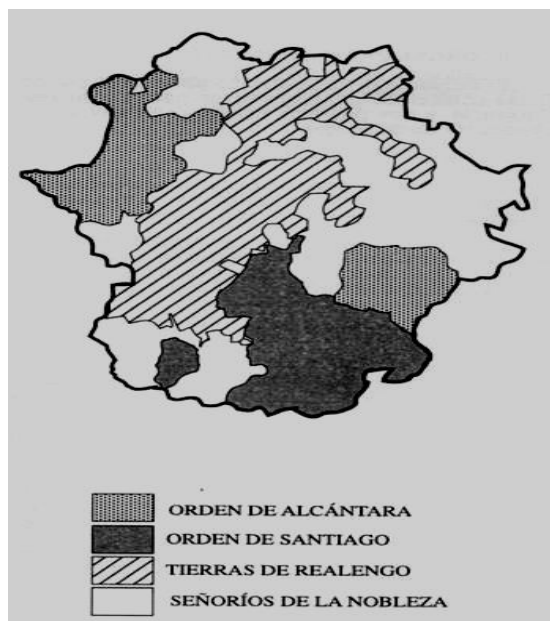 ORDEN DE ALCÁNTARA
ORDEN DE SANTIAGO
TIERRAS DE REALENGO
SEÑORÍOS DE LA NOBLEZA